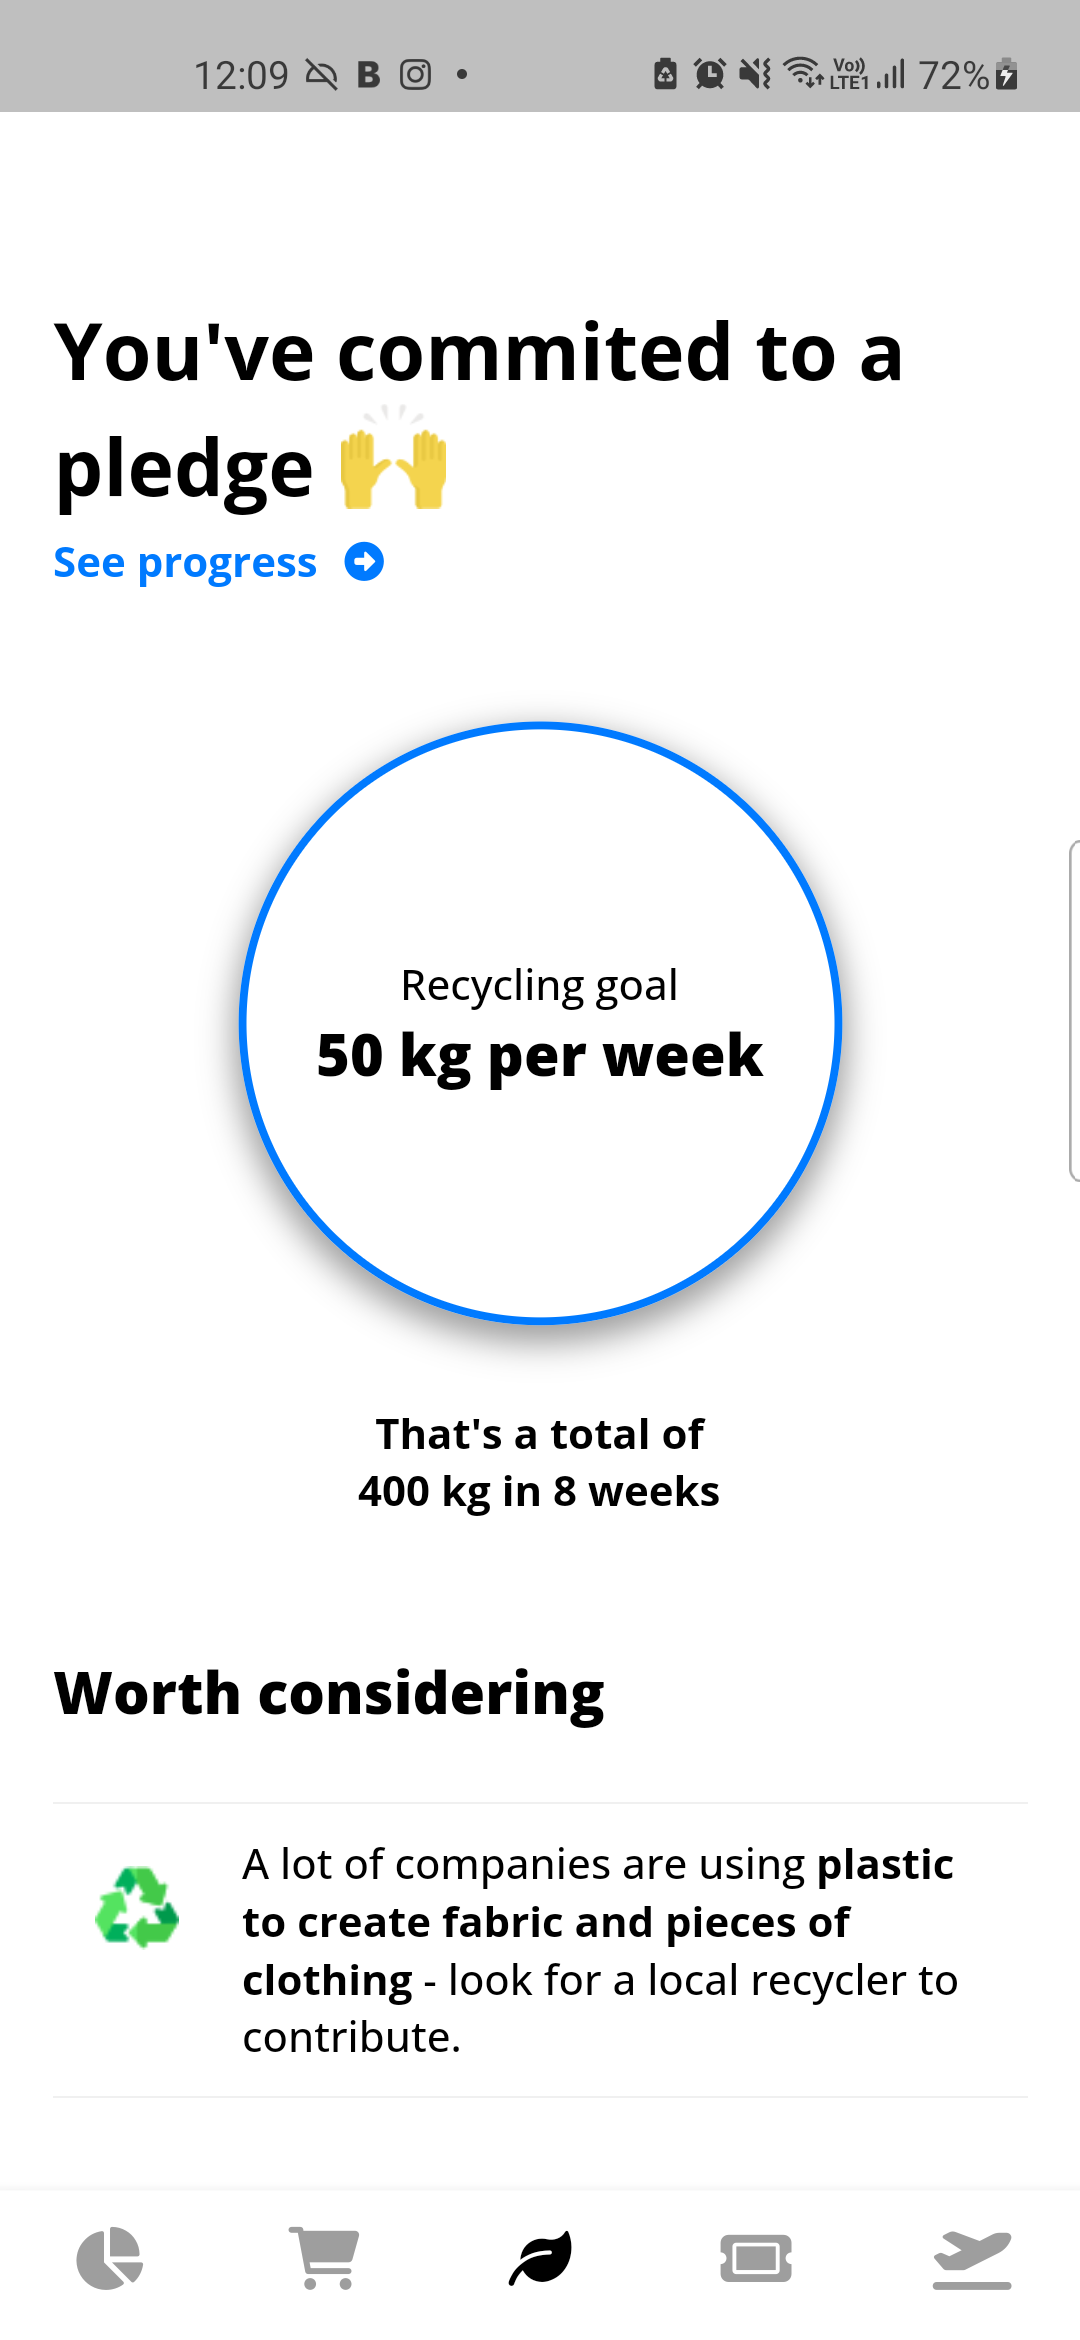 12:09
Vo))
LTE1
72%
You've commited to a
pledge 🙌
See progress
Recycling goal
50 kg per week
That's a total of
400 kg in 8 weeks
Worth considering
A lot of companies are using plastic
to create fabric and pieces of
clothing - look for a local recycler to
contribute.